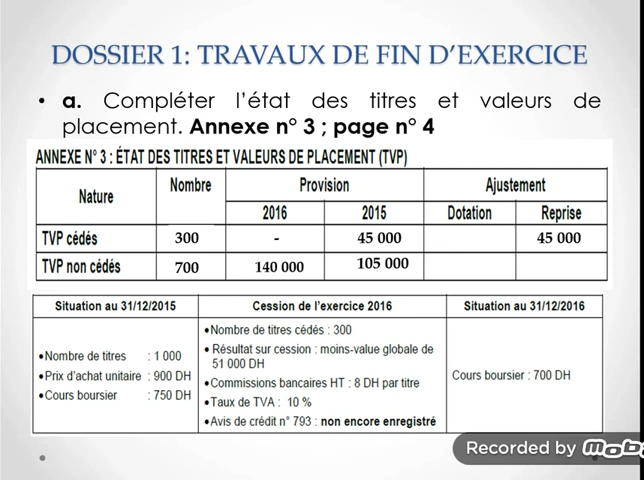 DOSSIER 1: TRAVAUX DE FIN D'EXERCICE
• a. Compléter l'état des titres et valeurs de
placement. Annexe n° 3 ; page n° 4
ANNEXE N° 3 : ÉTAT DES TITRES ET VALEURS DE PLACEMENT (TVP)
Nature Nombre Provision Ajustement
2016 2015 Dotation Reprise
TVP cédés 300 - 45 000 45 000
TVP non cédés 700 140 000 105 000
Situation au 31/12/2015 Cession de l'exercice 2016 Situation au 31/12/2016
•Nombre de titres : 1 000
•Prix d'achat unitaire : 900 DH
•Cours boursier : 750 DH
•Nombre de titres cédés : 300
• Résultat sur cession : moins-value globale de
51 000 DH
•Commissions bancaires HT : 8 DH par titre
•Taux de TVA : 10 %
•Avis de crédit n° 793 : non encore enregistré
Cours boursier : 700 DH
Recorded by